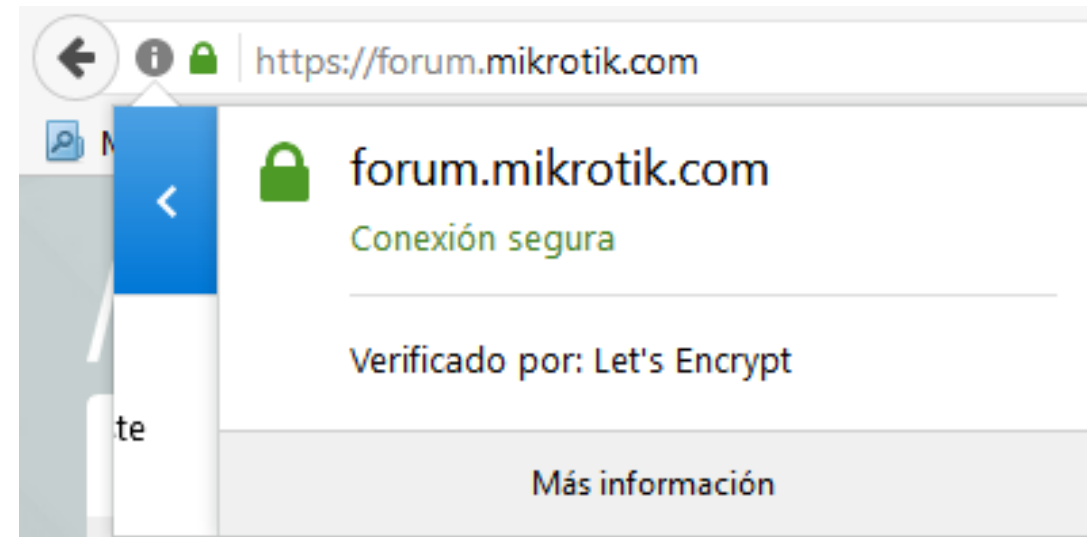 https://forum.mikrotik.com
forum.mikrotik.com
Conexión segura
Verificado por: Let's Encrypt
te
Más información